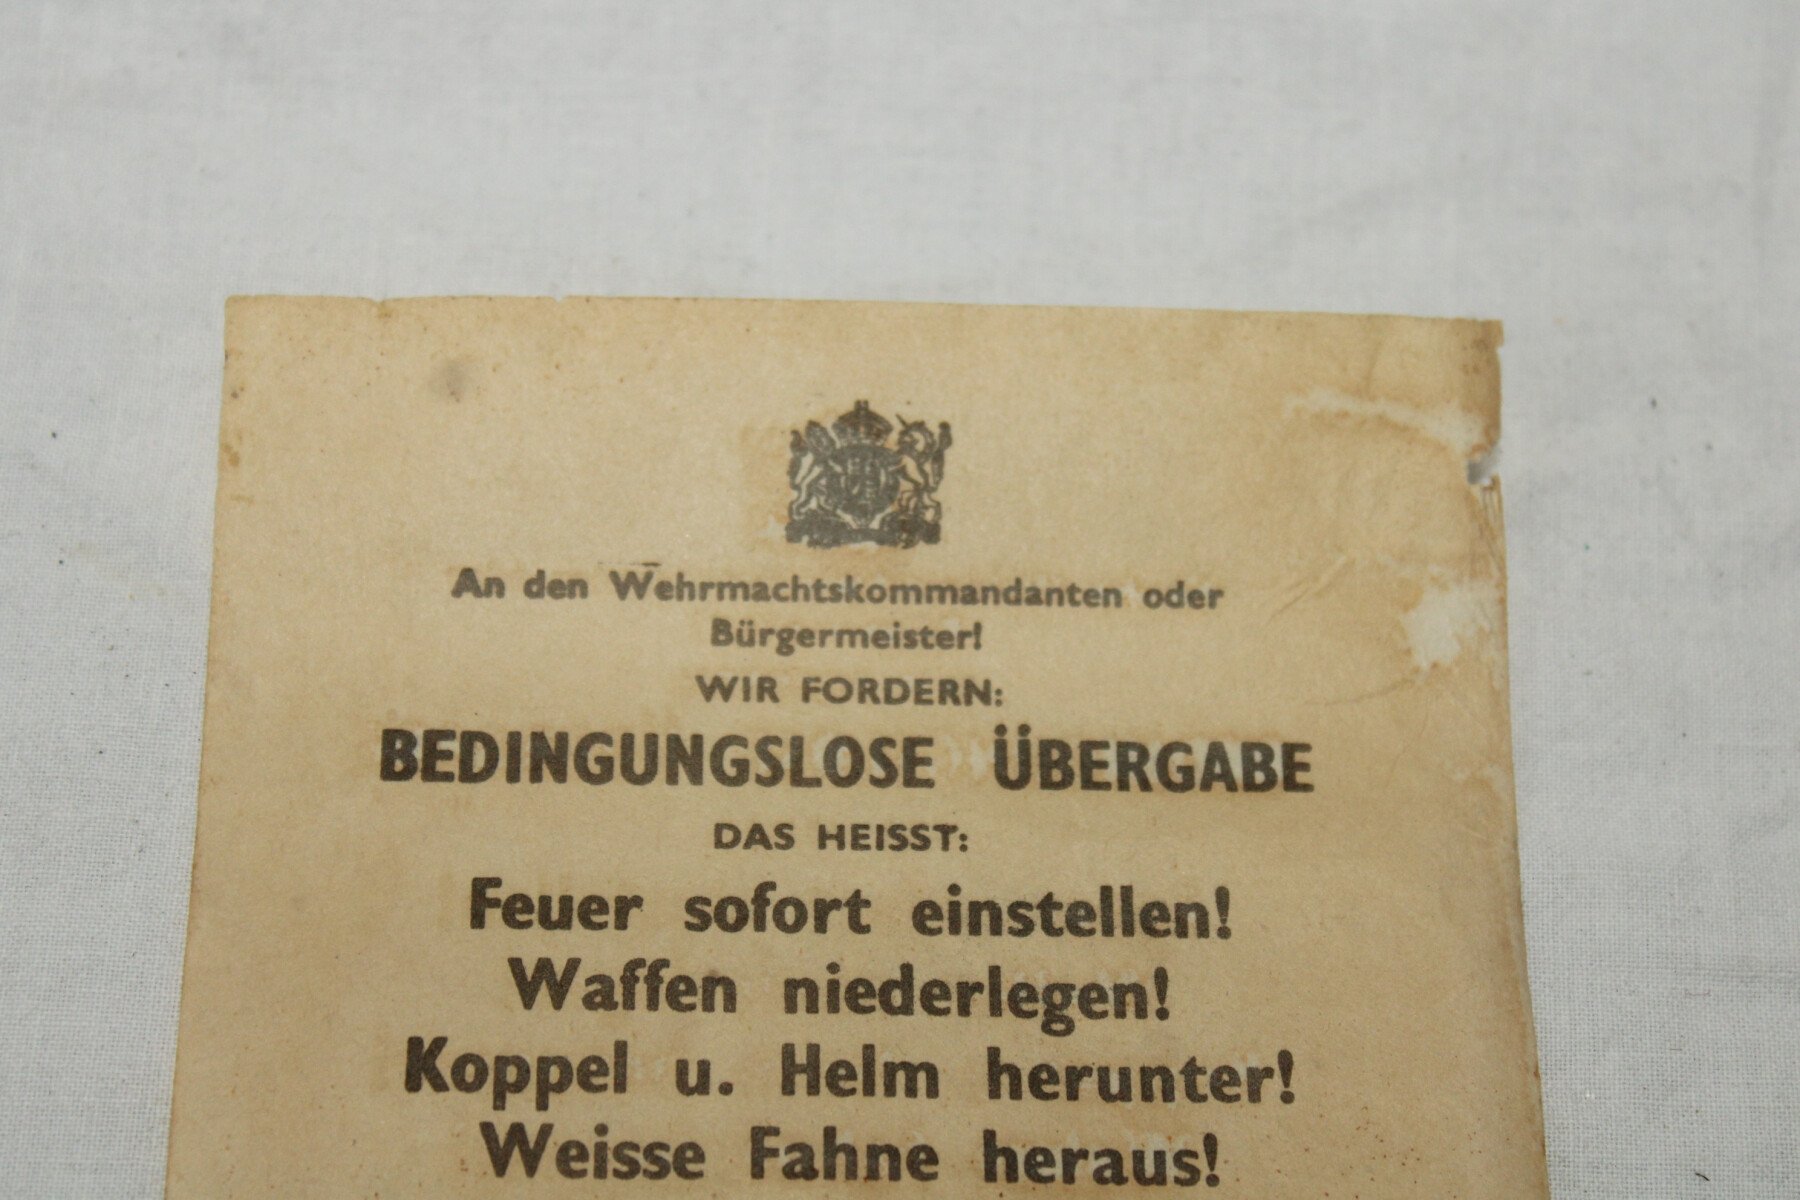 An den Wehrmachtskommandanten oder
Bürgermeister!
WIR FORDERN:
BEDINGUNGSLOSE ÜBERGABE
DAS HEISST:
Feuer sofort einstellen!
Waffen niederlegen!
Koppel u. Helm herunter!
Weisse Fahne heraus!